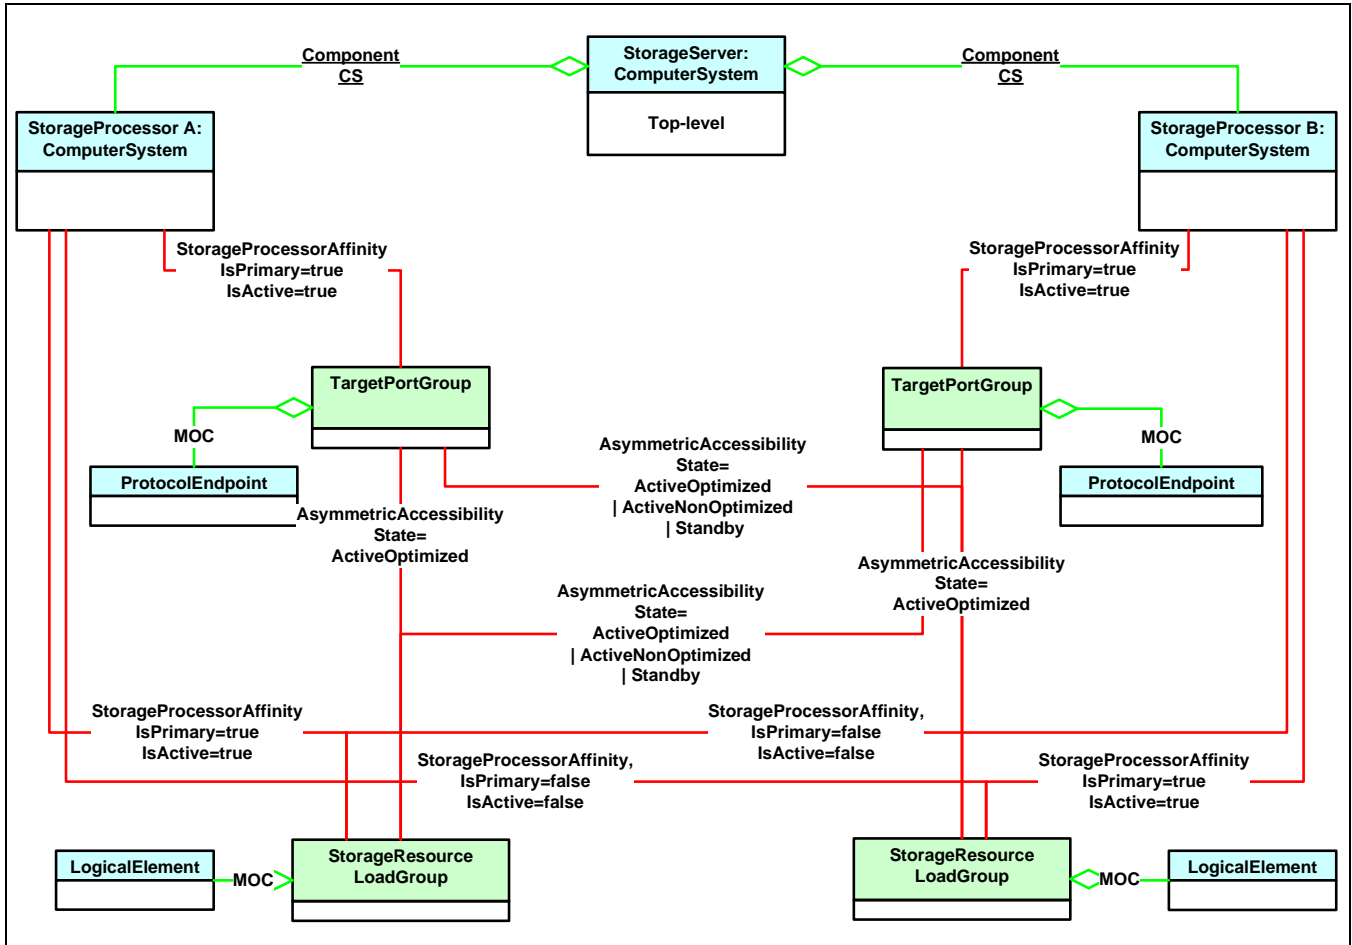 Component
CS
StorageServer:
ComputerSystem
Top-level
Component
CS
StorageProcessor A:
ComputerSystem
StorageProcessor B:
ComputerSystem
StorageProcessorAffinity
IsPrimary=true
IsActive=true
StorageProcessorAffinity
IsPrimary=true
IsActive=true
TargetPortGroup
TargetPortGroup
MOC
MOC
ProtocolEndpoint
ProtocolEndpoint
AsymmetricAccessibility
State=
ActiveOptimized
| ActiveNonOptimized
| Standby
AsymmetricAccessibility
State=
ActiveOptimized
AsymmetricAccessibility
State=
ActiveOptimized
AsymmetricAccessibility
State=
ActiveOptimized
| ActiveNonOptimized
| Standby
StorageProcessorAffinity
IsPrimary=true
IsActive=true
StorageProcessorAffinity,
IsPrimary=false
IsActive=false
StorageProcessorAffinity,
IsPrimary=false
IsActive=false
StorageProcessorAffinity
IsPrimary=true
IsActive=true
LogicalElement
MOC
StorageResource
LoadGroup
StorageResource
LoadGroup
MOC
LogicalElement